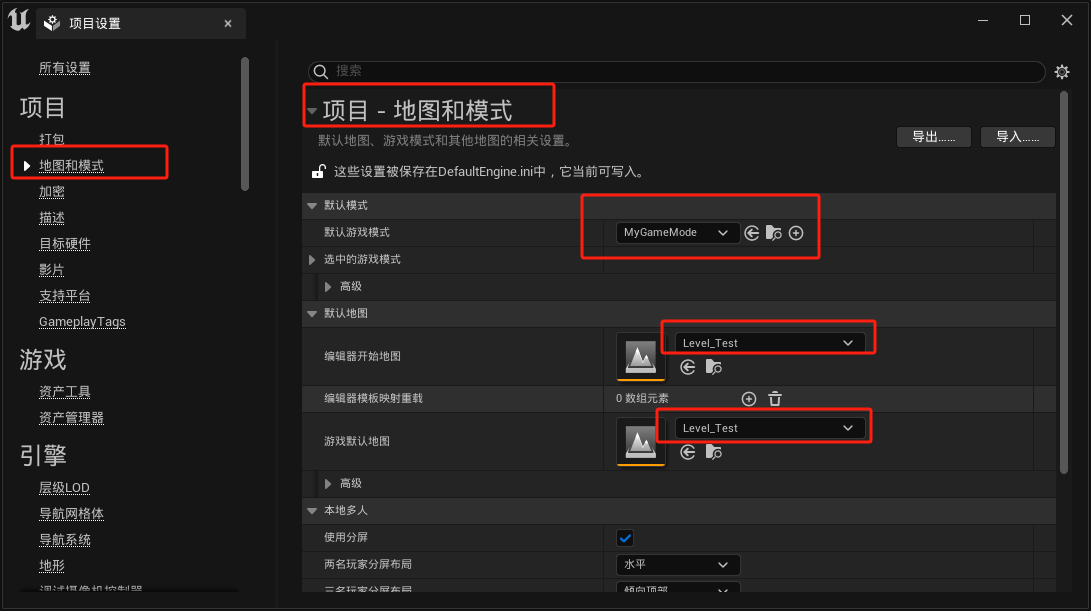 项目设置
所有设置
项目
打包
地图和模式
加密
描述
目标硬件
影片
支持平台
GameplayTags
游戏
资产工具
资产管理器
引擎
层级LOD
导航网格体
导航系统
地形
调试摄像机控制器
搜索
项目 - 地图和模式
默认地图、游戏模式和其他地图的相关设置。
导出......
导入......
这些设置被保存在DefaultEngine.ini中，它当前可写入。
默认模式
默认游戏模式
MyGameMode
选中的游戏模式
高级
默认地图
编辑器开始地图
Level_Test
编辑器模板映射重载
0 数组元素
游戏默认地图
Level_Test
高级
本地多人
使用分屏
两名玩家分屏布局
水平
三名玩家分屏布局
倾向顶部